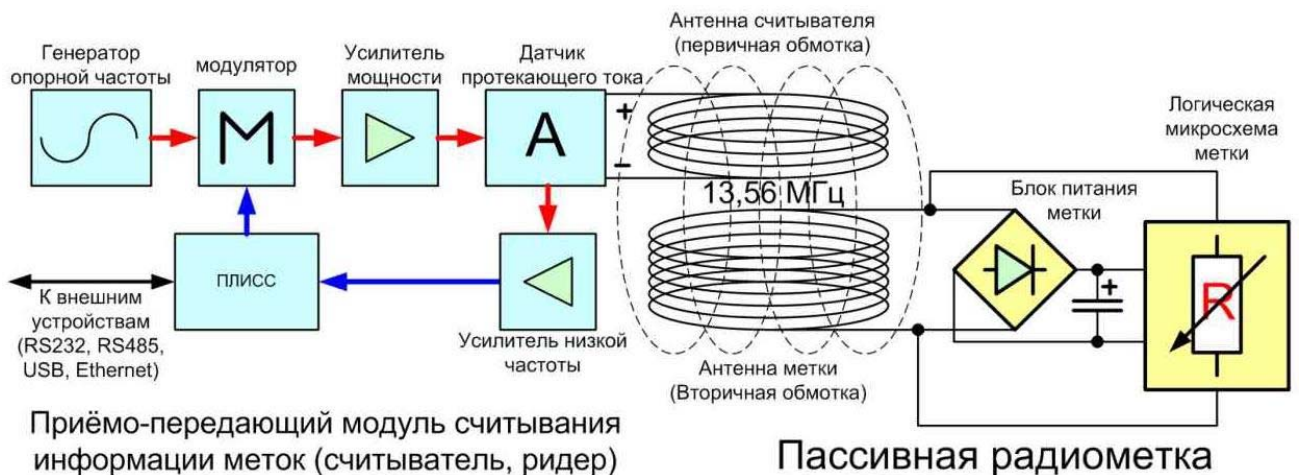 Генератор
опорной частоты
модулятор
Усилитель
мощности
Датчик
протекающего тока
Антенна считывателя
(первичная обмотка)
М
А
+
−
13,56 МГц
Логическая
микросхема
метки
Блок питания
метки
+
R
ПЛИСС
К внешним
устройствам
(RS232, RS485,
USB, Ethernet)
Усилитель низкой
частоты
Антенна метки
(Вторичная обмотка)
Приёмо-передающий модуль считывания
информации меток (считыватель, ридер)
Пассивная радиометка